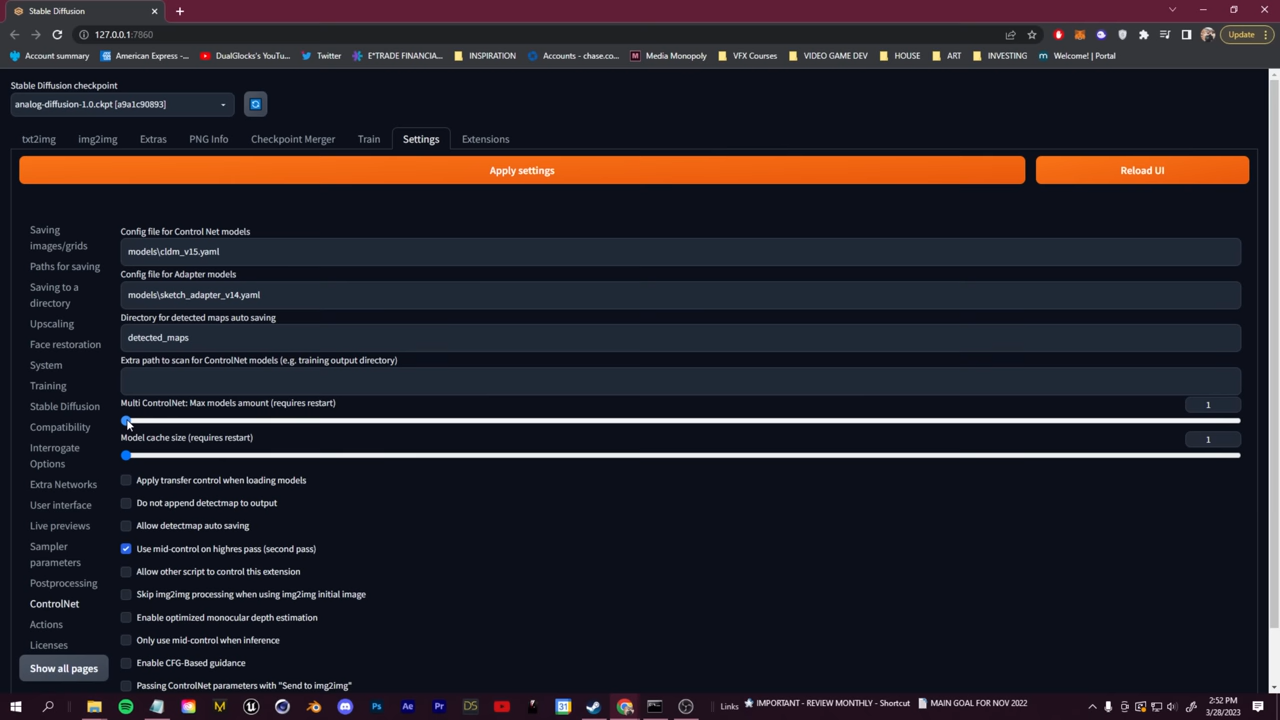 Stable Diffusion
127.0.0.1:7860
Update
Account summary
American Express -...
DualGlocks's YouTu...
Twitter
E*TRADE FINANCIA...
INSPIRATION
Accounts - chase.co...
Media Monopoly
VFX Courses
VIDEO GAME DEV
HOUSE
ART
INVESTING
Welcome! | Portal
Stable Diffusion checkpoint
analog-diffusion-1.0.ckpt [a9a1c90893]
txt2img
img2img
Extras
PNG Info
Checkpoint Merger
Train
Settings
Extensions
Apply settings
Reload UI
Saving
images/grids
Paths for saving
Saving to a
directory
Upscaling
Face restoration
System
Training
Stable Diffusion
Compatibility
Interrogate
Options
Extra Networks
User interface
Live previews
Sampler
parameters
Postprocessing
ControlNet
Actions
Licenses
Show all pages
Config file for Control Net models
models\cldm_v15.yaml
Config file for Adapter models
models\sketch_adapter_v14.yaml
Directory for detected maps auto saving
detected_maps
Extra path to scan for ControlNet models (e.g. training output directory)
Multi ControlNet: Max models amount (requires restart)
1
Model cache size (requires restart)
1
Apply transfer control when loading models
Do not append detectmap to output
Allow detectmap auto saving
Use mid-control on highres pass (second pass)
Allow other script to control this extension
Skip img2img processing when using img2img initial image
Enable optimized monocular depth estimation
Only use mid-control when inference
Enable CFG-Based guidance
Passing ControlNet parameters with "Send to img2img"
Ps
Ae
Pr
DS
31
Links
IMPORTANT - REVIEW MONTHLY - Shortcut
MAIN GOAL FOR NOV 2022
2:52 PM
3/28/2023